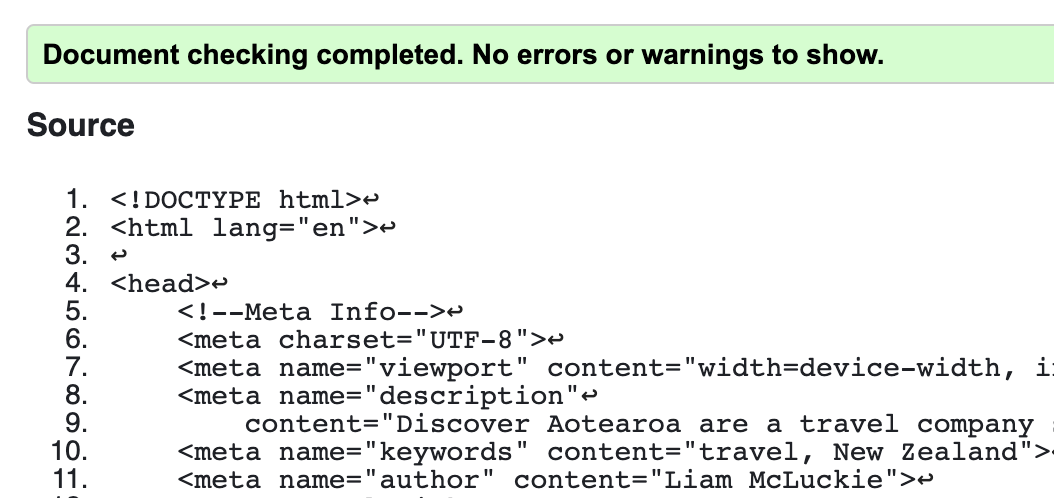 Document checking completed. No errors or warnings to show.
Source
1. <!DOCTYPE html>↩
2. <html lang="en">↩
3. ↩
4. <head>↩
5. <!--Meta Info-->↩
6. <meta charset="UTF-8">↩
7. <meta name="viewport" content="width=device-width,
8. <meta name="description"↩
9. content="Discover Aotearoa are a travel company
10. <meta name="keywords" content="travel, New Zealand">
11. <meta name="author" content="Liam McLuckie">↩